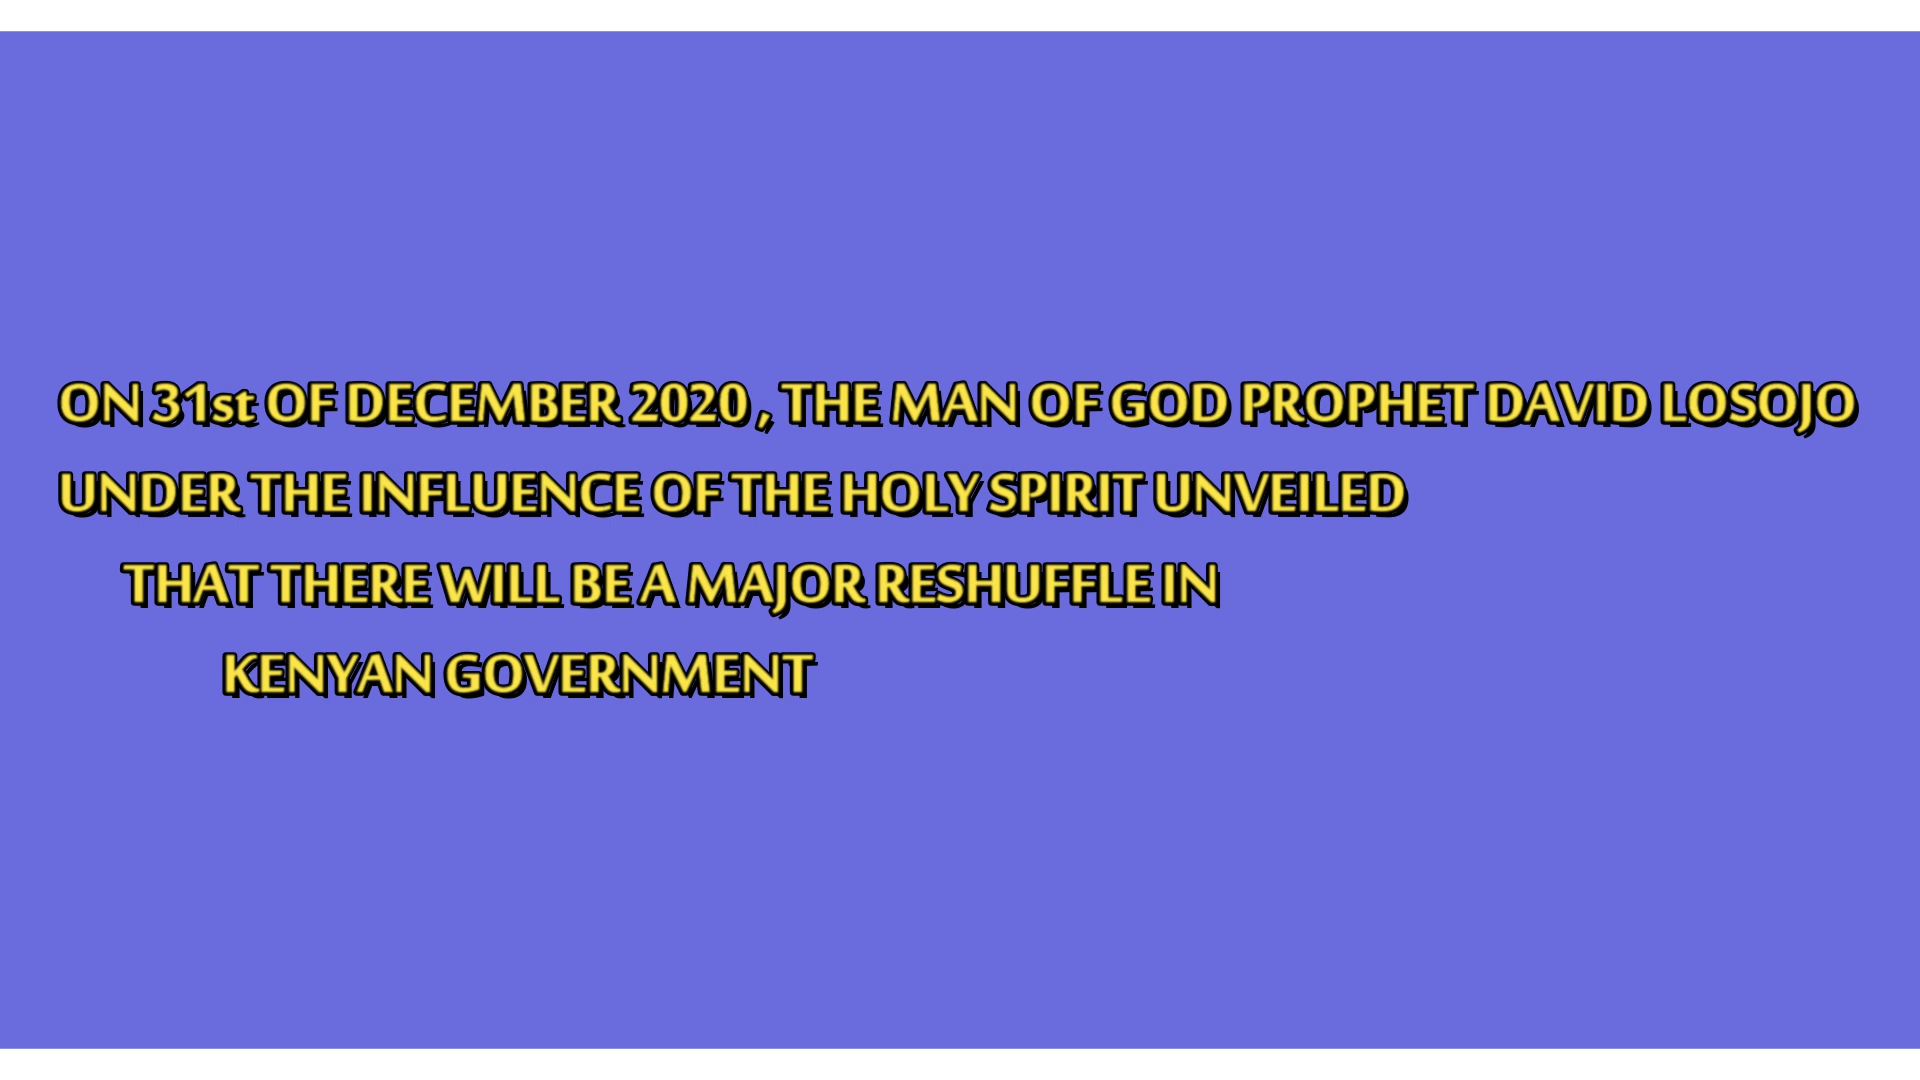 ON 31st OF DECEMBER 2020 , THE MAN OF GOD PROPHET DAVID LOSOJO
UNDER THE INFLUENCE OF THE HOLY SPIRIT UNVEILED
THAT THERE WILL BE A MAJOR RESHUFFLE IN
KENYAN GOVERNMENT